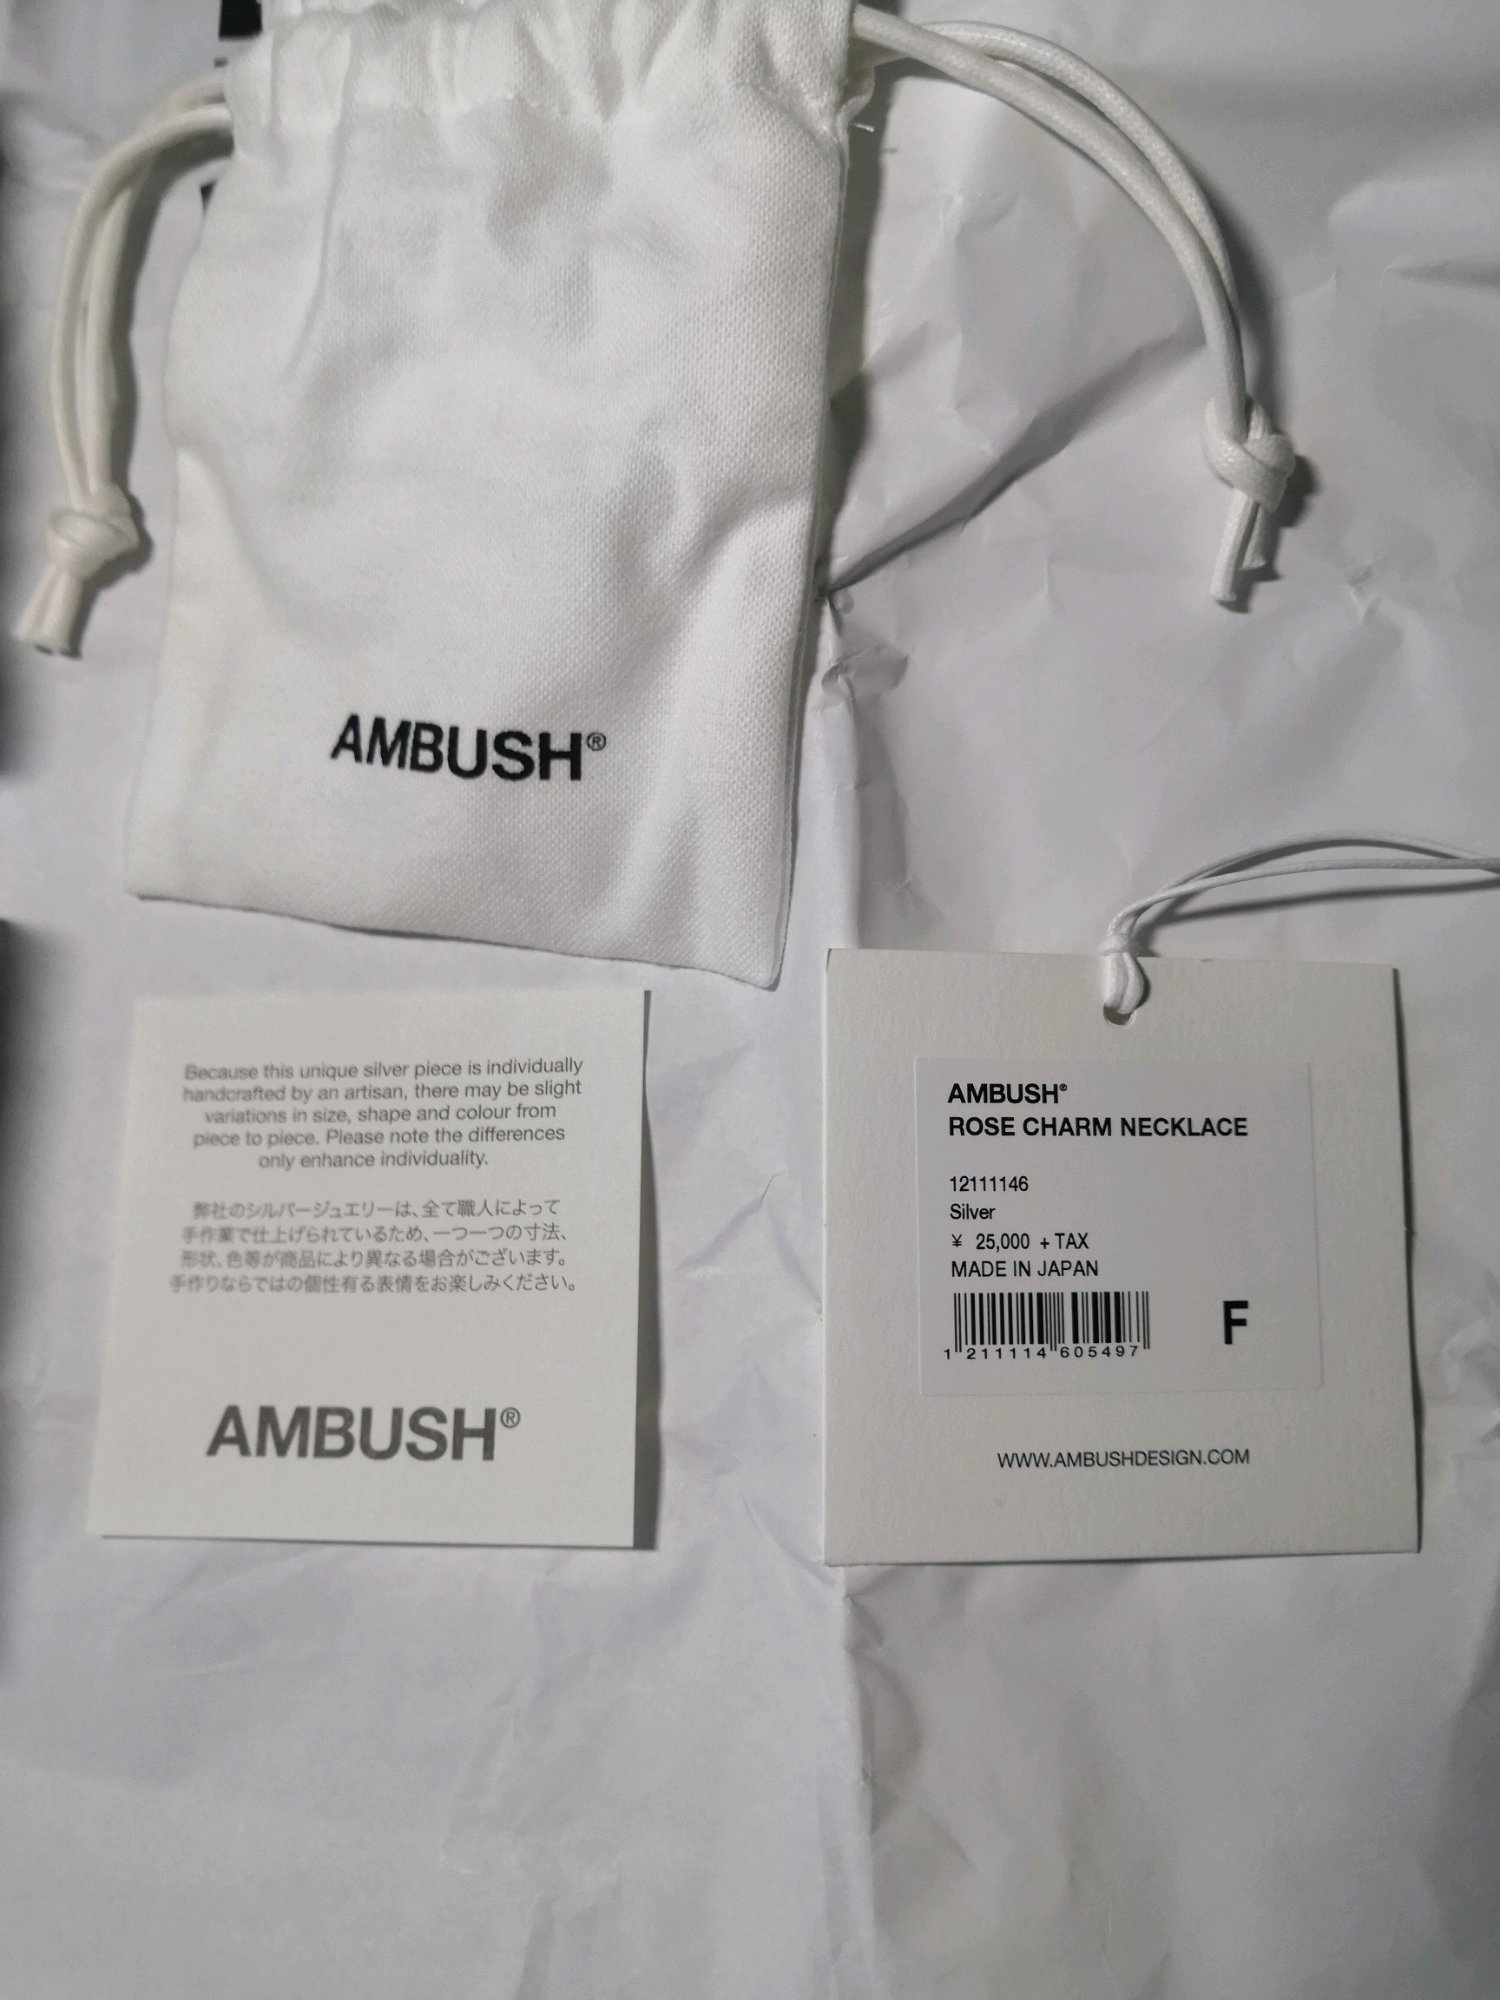 AMBUSH®
Because this unique silver piece is individually
handcrafted by an artisan, there may be slight
variations in size, shape and colour from
piece to piece. Please note the differences
only enhance individuality.
弊社のシルバージュエリーは、全て職人によって
手作業で仕上げられているため、一つ一つの寸法、
形状、色等が商品により異なる場合がございます。
手作りならではの個性有る表情をお楽しみください。
AMBUSH®
AMBUSH®
ROSE CHARM NECKLACE
12111146
Silver
¥ 25,000 + TAX
MADE IN JAPAN
1 211114 605497
F
WWW.AMBUSHDESIGN.COM